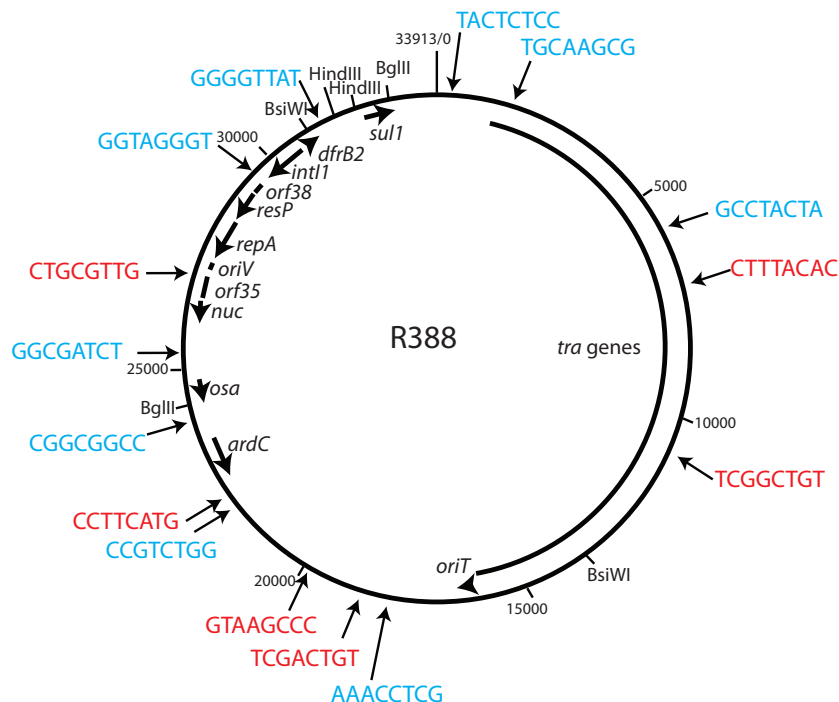 33913/0
TACTCTCC
TGCAAGCG
BglII
HindIII
HindIII
GGGGTTAT
BsiWI
sul1
dfrB2
30000
GGTAGGGT
intI1
orf38
resP
5000
GCCTACTA
repA
CTGCGTTG
oriV
CTTTACAC
orf35
nuc
R388
tra genes
GGCGATCT
25000
osa
BglII
CGGCGGCC
ardC
10000
TCGGCTGT
CCTTCATG
CCGTCTGG
oriT
BsiWI
20000
15000
GTAAGCCC
TCGACTGT
AAACCTCG